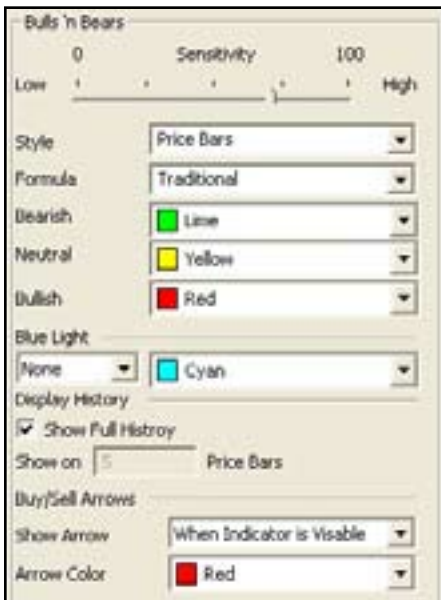 Bulls 'n Bears
0 Sensitivity 100
Low High
Style Price Bars
Formula Traditional
Bearish Lime
Neutral Yellow
Bullish Red
Blue Light
None Cyan
Display History
Show Full Histroy
Show on 5 Price Bars
Buy/Sell Arrows
Show Arrow When Indicator is Visable
Arrow Color Red